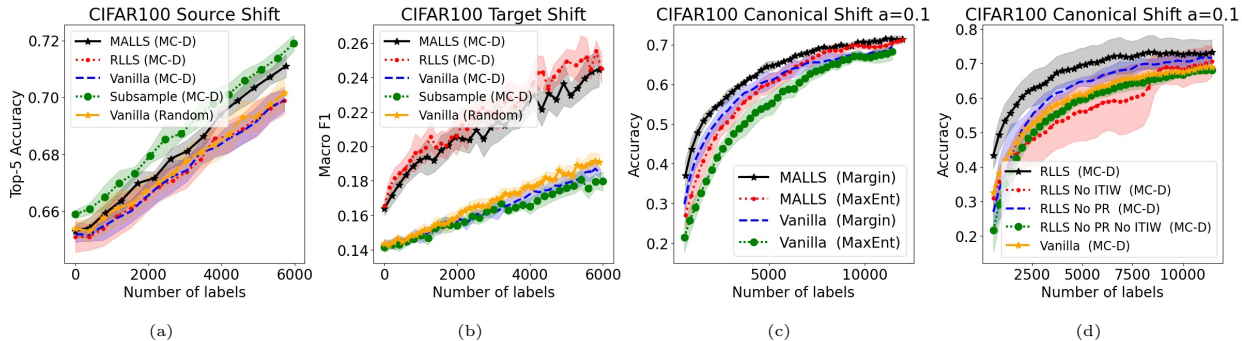 CIFAR100 Source Shift
Top-5 Accuracy
0.72
0.70
0.68
0.66
MALLS (MC-D)
RLLS (MC-D)
Vanilla (MC-D)
Subsample (MC-D)
Vanilla (Random)
0
2000
4000
6000
Number of labels
(a)
CIFAR100 Target Shift
Macro F1
0.26
0.24
0.22
0.20
0.18
0.16
0.14
MALLS (MC-D)
RLLS (MC-D)
Vanilla (MC-D)
Subsample (MC-D)
Vanilla (Random)
0
2000
4000
6000
Number of labels
(b)
CIFAR100 Canonical Shift a=0.1
Accuracy
0.7
0.6
0.5
0.4
0.3
0.2
MALLS (Margin)
MALLS (MaxEnt)
Vanilla (Margin)
Vanilla (MaxEnt)
5000
10000
Number of labels
(c)
CIFAR100 Canonical Shift a=0.1
Accuracy
0.8
0.7
0.6
0.5
0.4
0.3
0.2
RLLS (MC-D)
RLLS No ITIW (MC-D)
RLLS No PR (MC-D)
RLLS No PR No ITIW (MC-D)
Vanilla (MC-D)
2500
5000
7500
10000
Number of labels
(d)